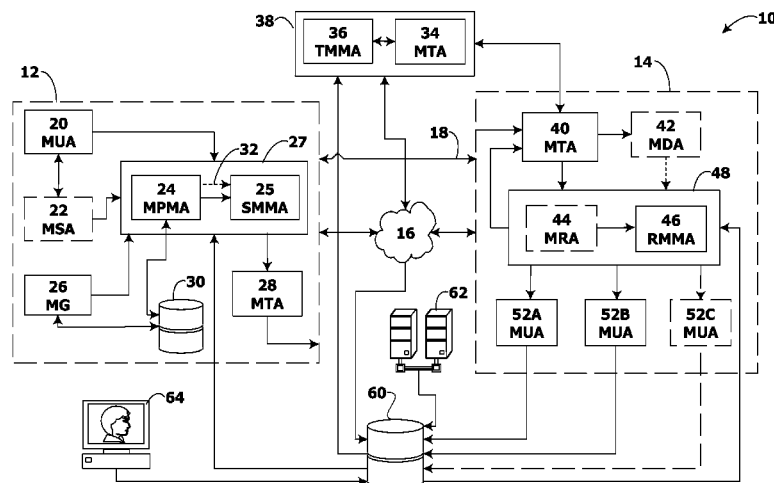 38
36
TMMA
34
MTA
10
12
14
20
MUA
32
27
18
40
MTA
42
MDA
24
MPMA
25
SMMA
22
MSA
48
44
MRA
46
RMMA
16
26
MG
30
28
MTA
62
52A
MUA
52B
MUA
52C
MUA
64
60